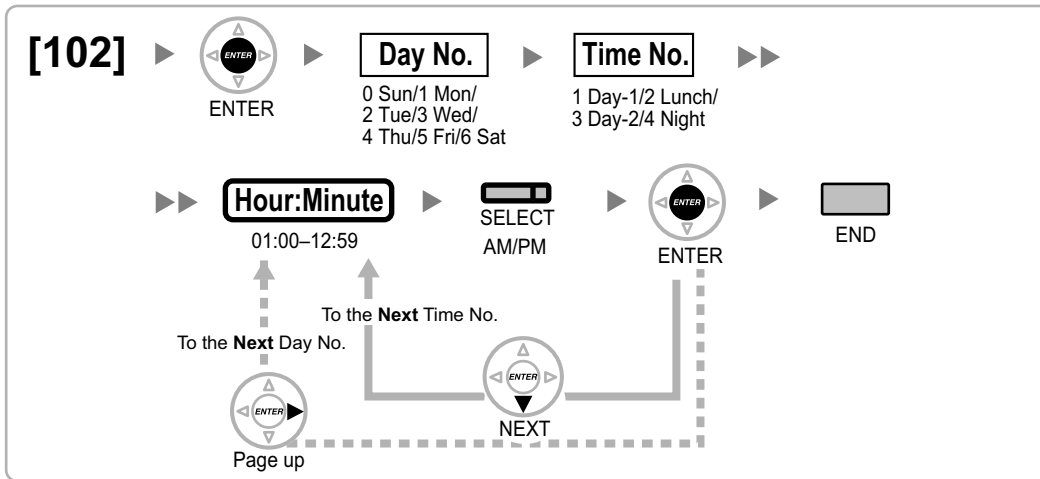 [102]
ENTER
ENTER
Day No.
0 Sun/1 Mon/
2 Tue/3 Wed/
4 Thu/5 Fri/6 Sat
Time No.
1 Day-1/2 Lunch/
3 Day-2/4 Night
Hour:Minute
01:00–12:59
SELECT
AM/PM
ENTER
ENTER
END
To the Next Time No.
To the Next Day No.
ENTER
NEXT
ENTER
Page up